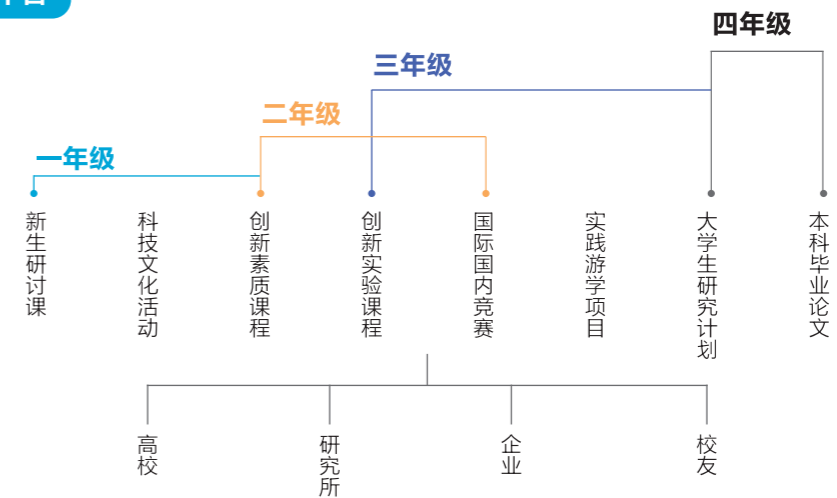 平台
四年级
三年级
二年级
一年级
新生研讨课
科技文化活动
创新素质课程
创新实验课程
国际国内竞赛
实践游学项目
大学生研究计划
本科毕业论文
高校
研究所
企业
校友